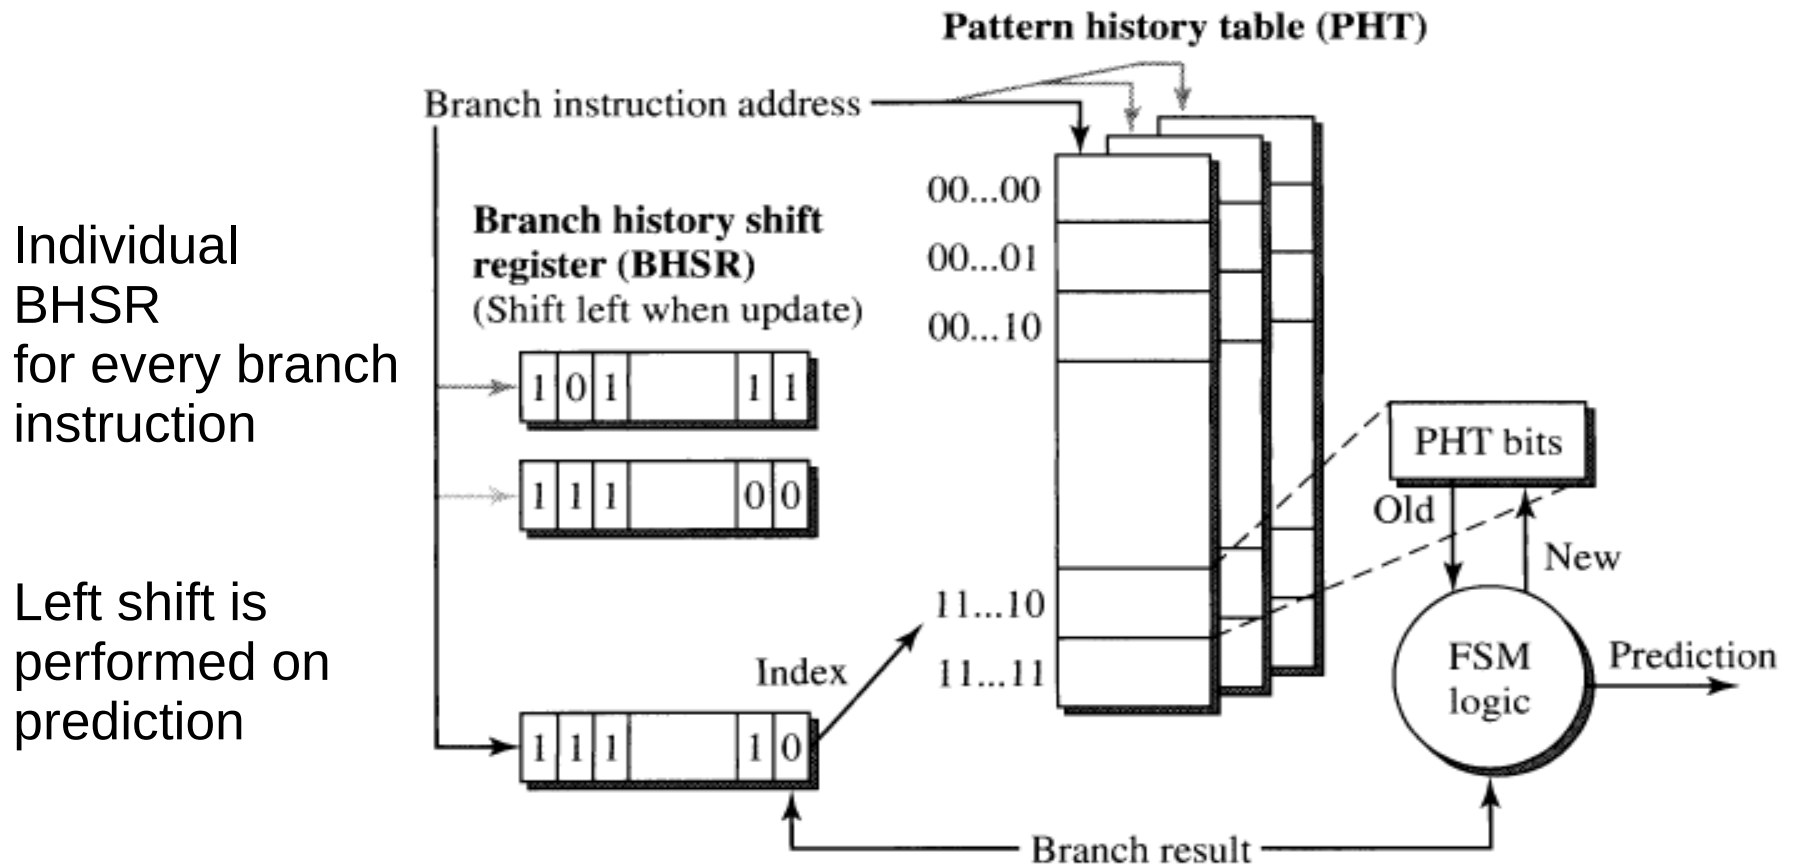 Pattern history table (PHT)
Branch instruction address
Individual
BHSR
for every branch
instruction
Left shift is
performed on
prediction
Branch history shift
register (BHSR)
(Shift left when update)
1 0 1 1 1
1 1 1 0 0
1 1 1 1 0
Index
00...00
00...01
00...10
11...10
11...11
PHT bits
Old
New
FSM
logic
Prediction
Branch result